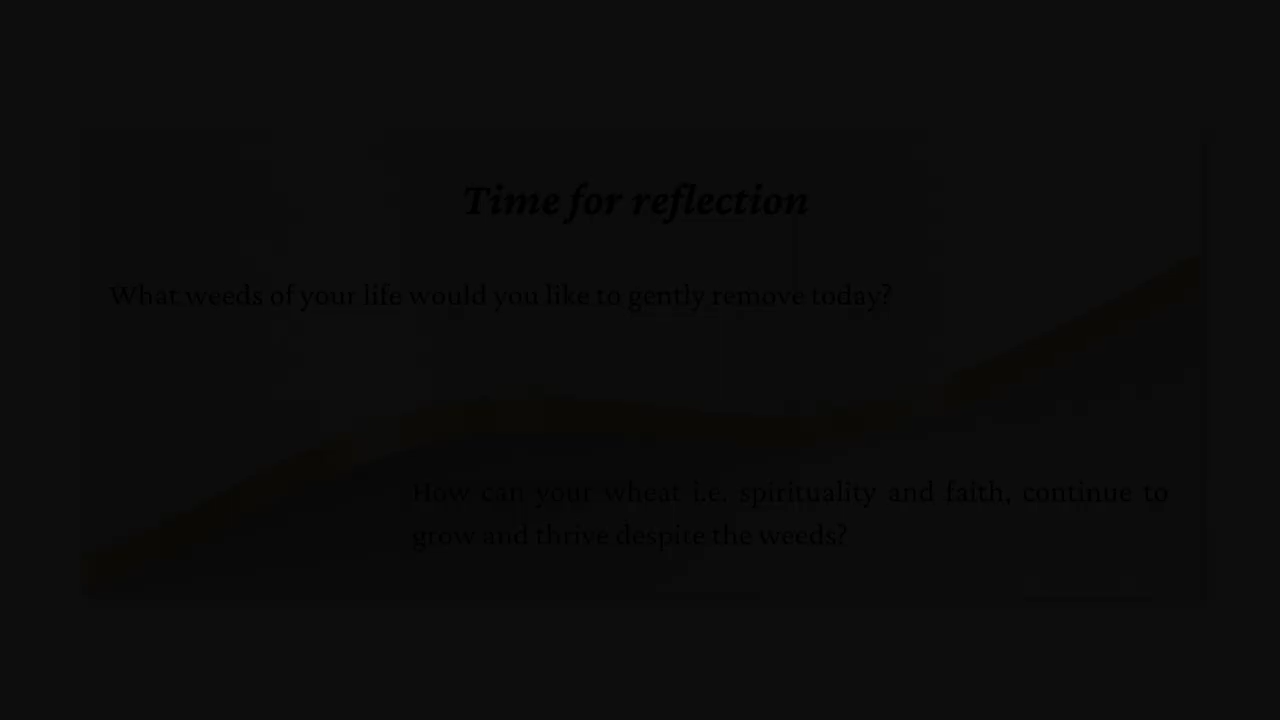 Time for reflection
What weeds of your life would you like to gently remove today?
How can your wheat i.e. spirituality and faith, continue to
grow and thrive despite the weeds?